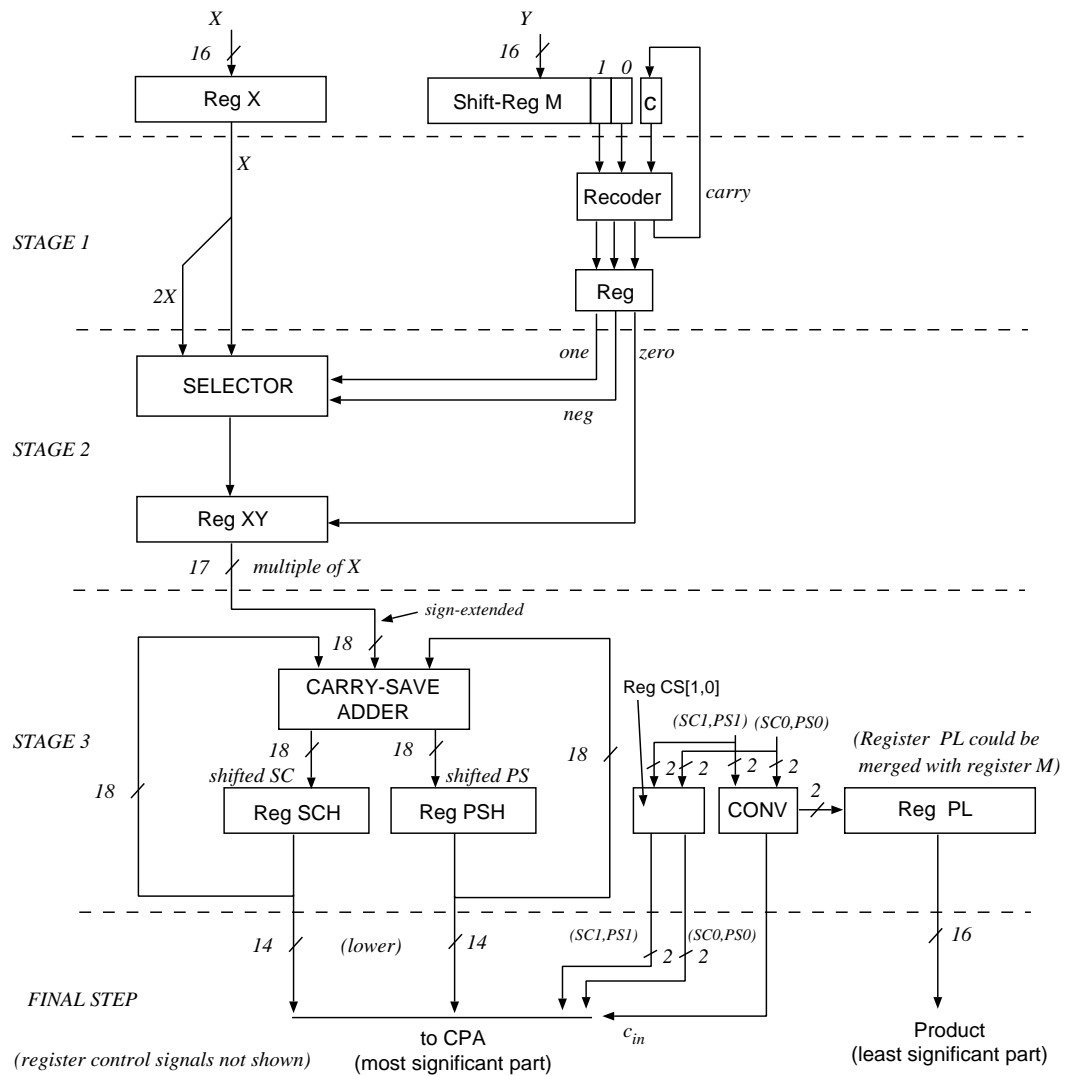 X
Y
16
16
1
0
Reg X
Shift-Reg M
c
X
Recoder
carry
STAGE 1
2X
Reg
one
zero
SELECTOR
neg
STAGE 2
Reg XY
17
multiple of X
sign-extended
18
CARRY-SAVE
ADDER
Reg CS[1,0]
(SC1,PS1)
(SC0,PS0)
STAGE 3
18
18
18
(Register PL could be
merged with register M)
2
2
2
2
shifted SC
shifted PS
18
Reg SCH
Reg PSH
CONV
2
Reg PL
14
(lower)
14
(SC1,PS1)
(SC0,PS0)
2
2
16
FINAL STEP
c_in
to CPA
(most significant part)
Product
(least significant part)
(register control signals not shown)